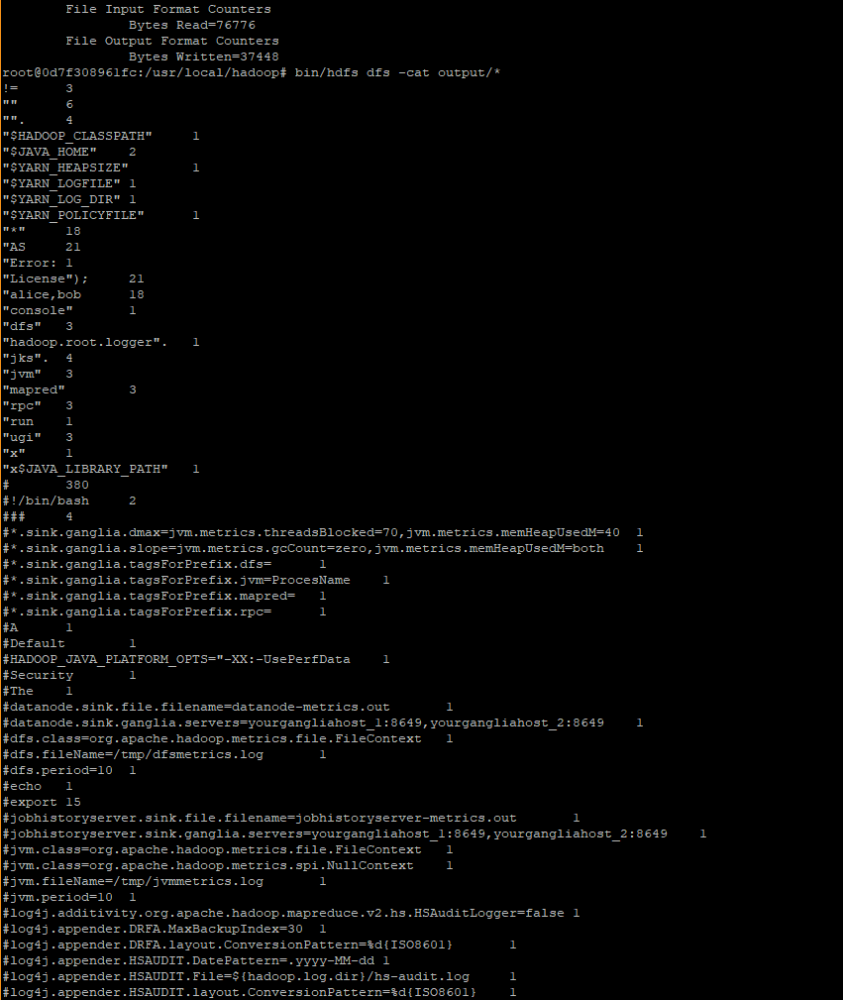 File Input Format Counters
Bytes Read=76776
File Output Format Counters
Bytes Written=37448
root@0d7f308961fc:/usr/local/hadoop# bin/hdfs dfs -cat output/*
!=	3
""	6
"".	4
"$HADOOP_CLASSPATH"	1
"$JAVA_HOME"	2
"$YARN_HEAPSIZE"	1
"$YARN_LOGFILE"	1
"$YARN_LOG_DIR"	1
"$YARN_POLICYFILE"	1
"*"	18
"AS	21
"Error:	1
"License");	21
"alice,bob	18
"console"	1
"dfs"	3
"hadoop.root.logger".	1
"jks".	4
"jvm"	3
"mapred"	3
"rpc"	3
"run	1
"ugi"	3
"x"	1
"x$JAVA_LIBRARY_PATH"	1
#	380
#!/bin/bash	2
###	4
#*.sink.ganglia.dmax=jvm.metrics.threadsBlocked=70,jvm.metrics.memHeapUsedM=40	1
#*.sink.ganglia.slope=jvm.metrics.gcCount=zero,jvm.metrics.memHeapUsedM=both	1
#*.sink.ganglia.tagsForPrefix.dfs=	1
#*.sink.ganglia.tagsForPrefix.jvm=ProcesName	1
#*.sink.ganglia.tagsForPrefix.mapred=	1
#*.sink.ganglia.tagsForPrefix.rpc=	1
#A	1
#Default	1
#HADOOP_JAVA_PLATFORM_OPTS="-XX:-UsePerfData	1
#Security	1
#The	1
#datanode.sink.file.filename=datanode-metrics.out	1
#datanode.sink.ganglia.servers=yourgangliahost_1:8649,yourgangliahost_2:8649	1
#dfs.class=org.apache.hadoop.metrics.file.FileContext	1
#dfs.fileName=/tmp/dfsmetrics.log	1
#dfs.period=10	1
#echo	1
#export	15
#jobhistoryserver.sink.file.filename=jobhistoryserver-metrics.out	1
#jobhistoryserver.sink.ganglia.servers=yourgangliahost_1:8649,yourgangliahost_2:8649	1
#jvm.class=org.apache.hadoop.metrics.file.FileContext	1
#jvm.class=org.apache.hadoop.metrics.spi.NullContext	1
#jvm.fileName=/tmp/jvmmetrics.log	1
#jvm.period=10	1
#log4j.additivity.org.apache.hadoop.mapreduce.v2.hs.HSAuditLogger=false	1
#log4j.appender.DRFA.MaxBackupIndex=30	1
#log4j.appender.DRFA.layout.ConversionPattern=%d{ISO8601}	1
#log4j.appender.HSAUDIT.DatePattern=.yyyy-MM-dd	1
#log4j.appender.HSAUDIT.File=${hadoop.log.dir}/hs-audit.log	1
#log4j.appender.HSAUDIT.layout.ConversionPattern=%d{ISO8601}	1